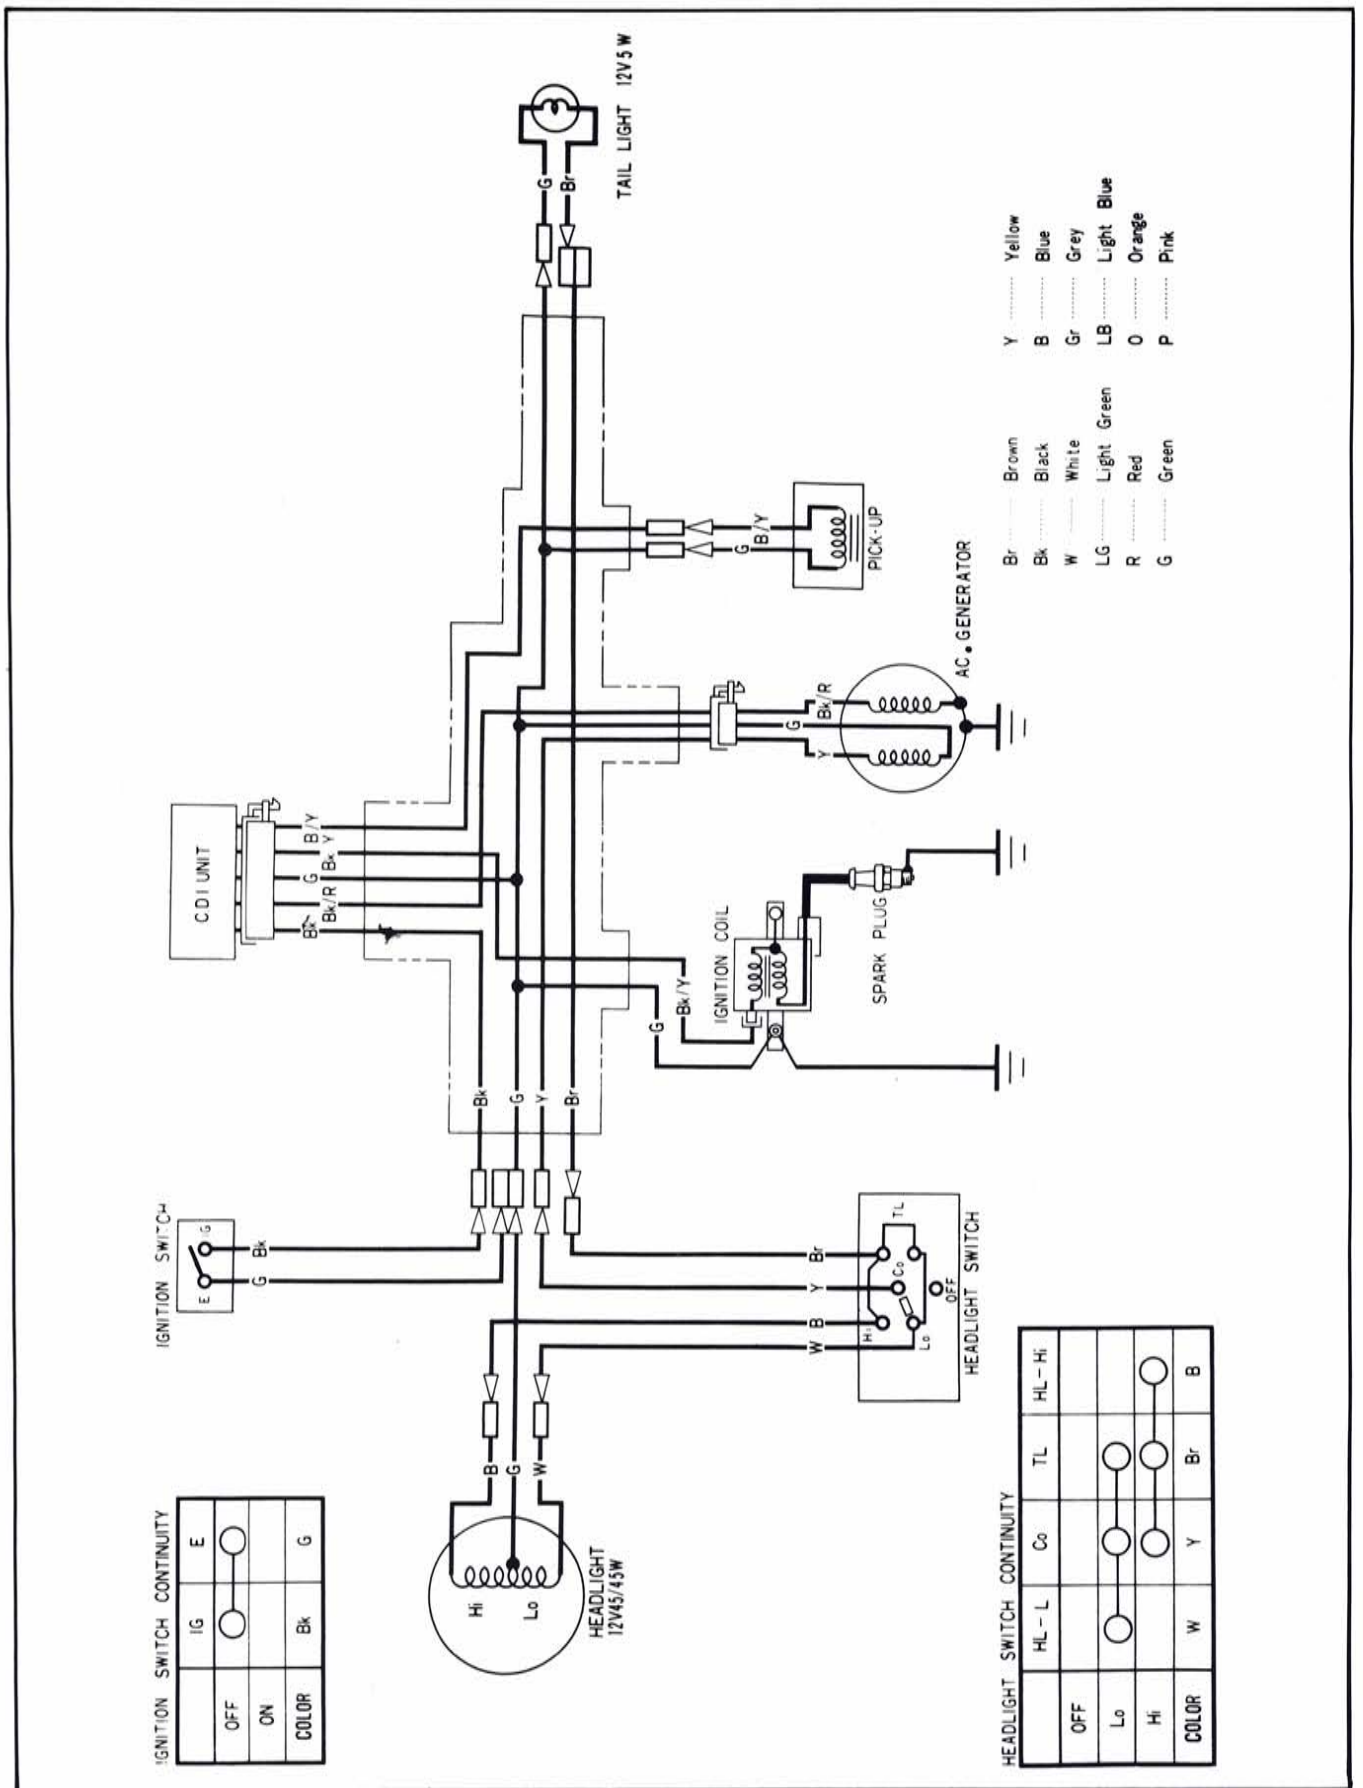 TAIL LIGHT 12V5W
G
Br
Y Yellow
B Blue
Gr Grey
LB Light Blue
O Orange
P Pink
Br Brown
Bk Black
W White
LG Light Green
R Red
G Green
B/Y
G
PICK-UP
AC. GENERATOR
Bk/R
G
Y
CDI UNIT
B/Y
Bk Y
G
Bk/R
Bk
IGNITION COIL
SPARK PLUG
Bk/Y
G
Bk
G
Y
Br
IGNITION SWITCH
IG
E
Bk
G
Br
Y
B
W
TL
Co
OFF
Hi
Lo
HEADLIGHT SWITCH
B
G
W
Hi
Lo
HEADLIGHT
12V45/45W
IGNITION SWITCH CONTINUITY
IG E
OFF
ON
COLOR Bk G
HEADLIGHT SWITCH CONTINUITY
HL-L Co TL HL-Hi
OFF
Lo
Hi
COLOR W Y Br B